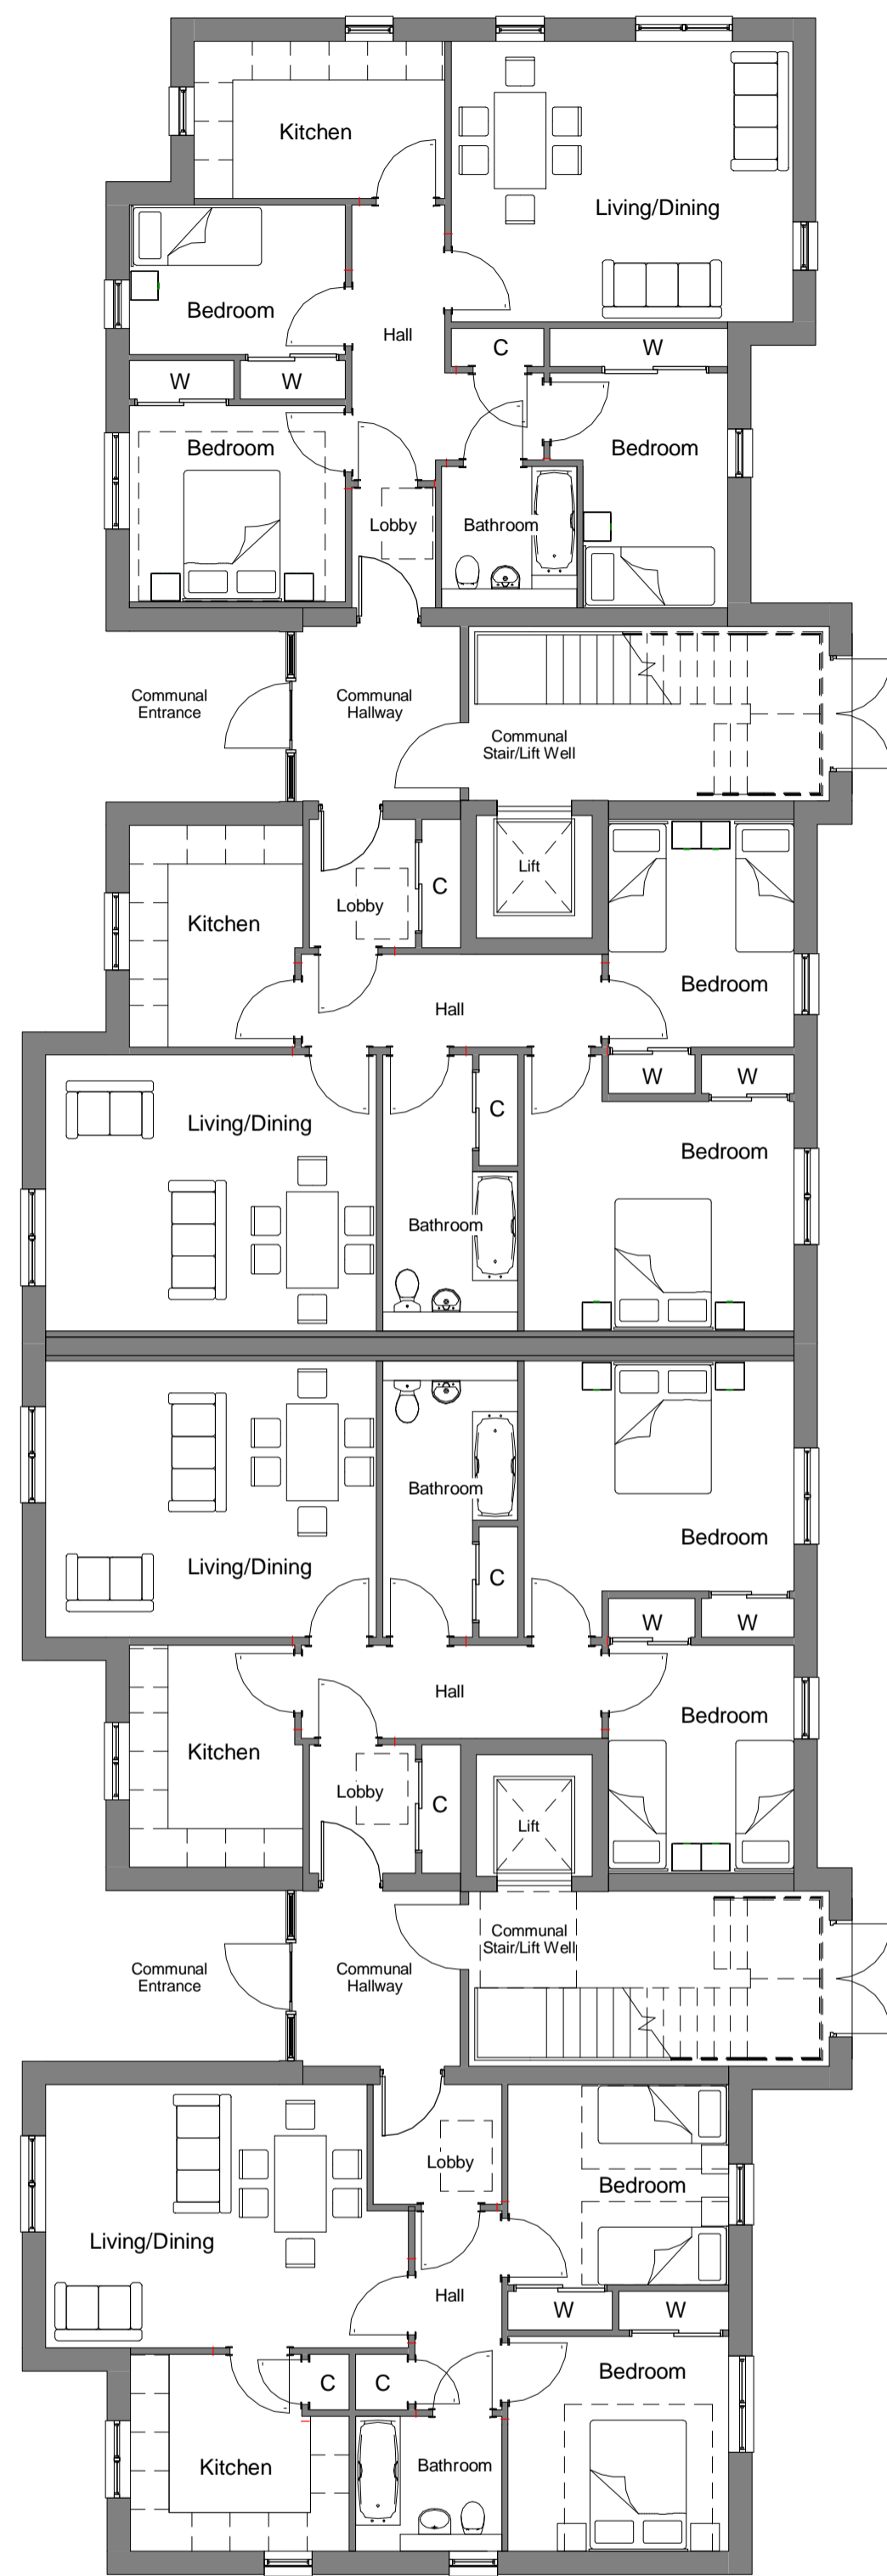 Kitchen
Living/Dining
Bedroom
Hall
C
W
W
W
Bedroom
Bedroom
Lobby
Bathroom
Communal
Entrance
Communal
Hallway
Communal
Stair/Lift Well
Lift
C
Lobby
Kitchen
Bedroom
Hall
W
W
C
Living/Dining
Bedroom
Bathroom
Bathroom
Bedroom
Living/Dining
C
W
W
Hall
Bedroom
Kitchen
Lobby
C
Lift
Communal
Stair/Lift Well
Communal
Entrance
Communal
Hallway
Lobby
Bedroom
Living/Dining
Hall
W
W
Bedroom
C
C
Kitchen
Bathroom